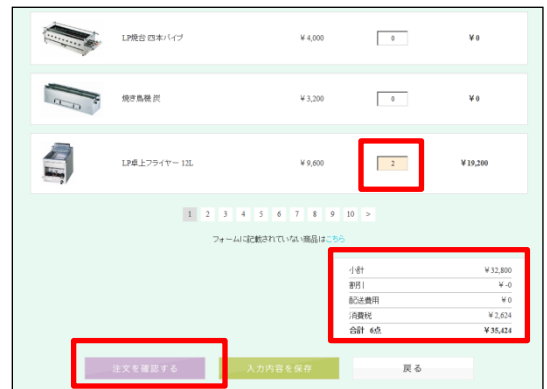 LP焼台 四本パイプ ￥4,000 0 ￥0
焼き鳥機 炭 ￥3,200 0 ￥0
LP卓上フライヤー 12L ￥9,600 2 ￥19,200
1 2 3 4 5 6 7 8 9 10 >
フォームに記載されていない商品はこちら
小計 ￥32,800
割引 ￥-0
配送費用 ￥0
消費税 ￥2,624
合計 6点 ￥35,424
注文を確認する 入力内容を保存 戻る